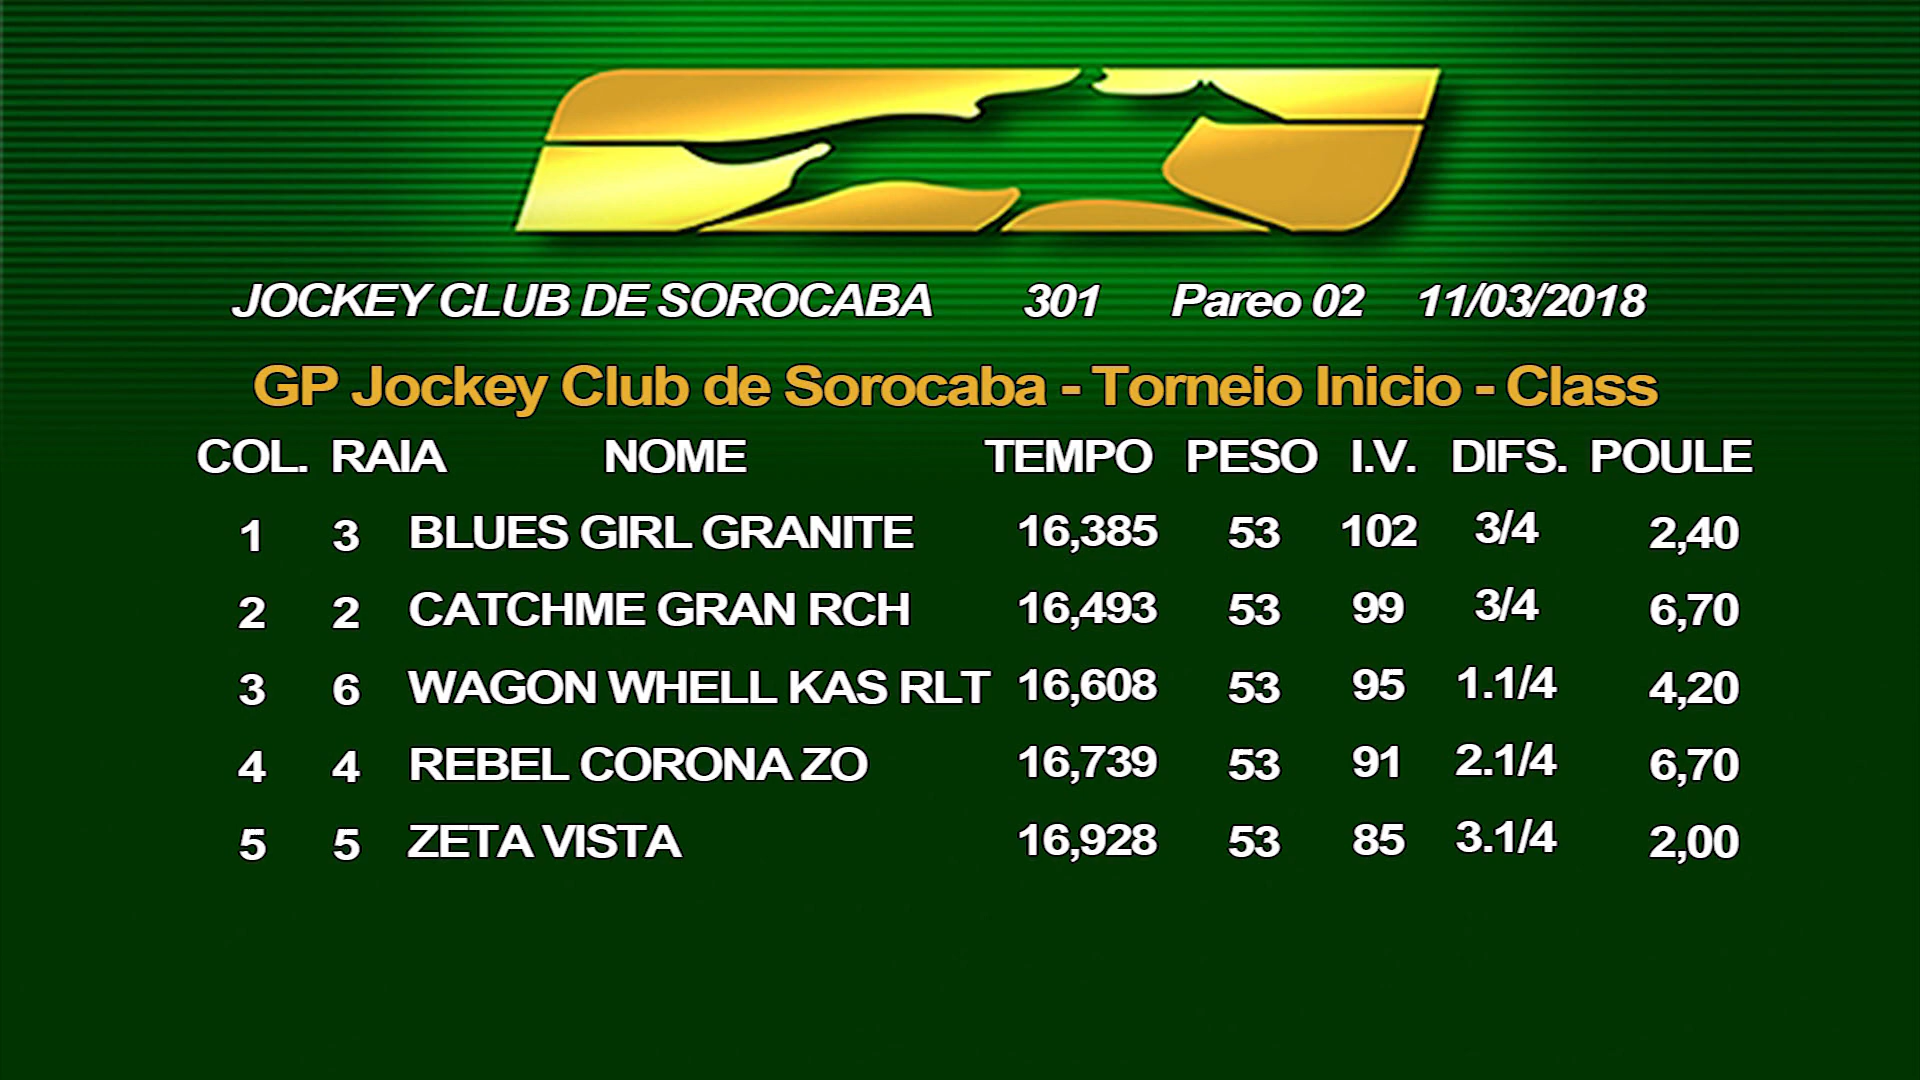 JOCKEY CLUB DE SOROCABA 301 Pareo 02 11/03/2018
GP Jockey Club de Sorocaba - Torneio Inicio - Class
COL. RAIA NOME TEMPO PESO I.V. DIFS. POULE
1 3 BLUES GIRL GRANITE 16,385 53 102 3/4 2,40
2 2 CATCHME GRAN RCH 16,493 53 99 3/4 6,70
3 6 WAGON WHELL KAS RLT 16,608 53 95 1.1/4 4,20
4 4 REBEL CORONA ZO 16,739 53 91 2.1/4 6,70
5 5 ZETA VISTA 16,928 53 85 3.1/4 2,00